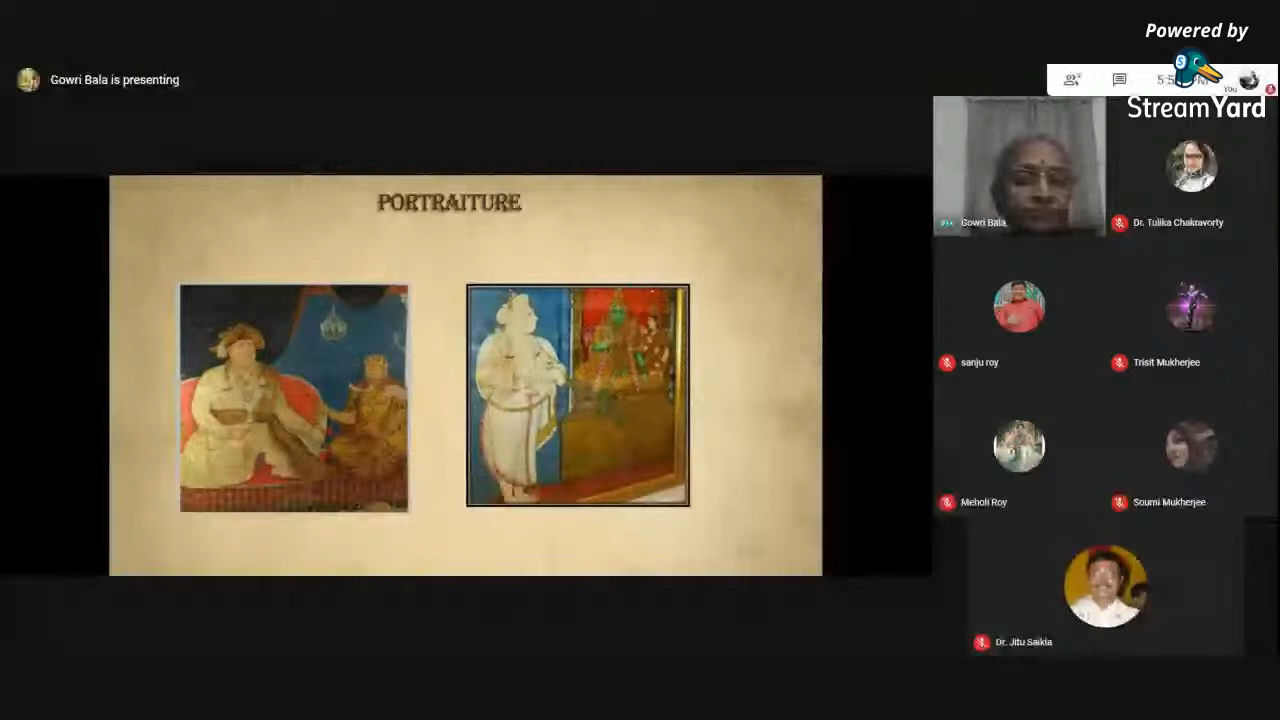 Powered by
StreamYard
Gowri Bala is presenting
You
PORTRAITURE
Gowri Bala
Dr. Tulika Chakravorty
sanju roy
Trisit Mukherjee
Meholi Roy
Soumi Mukherjee
Dr. Jitu Saikia